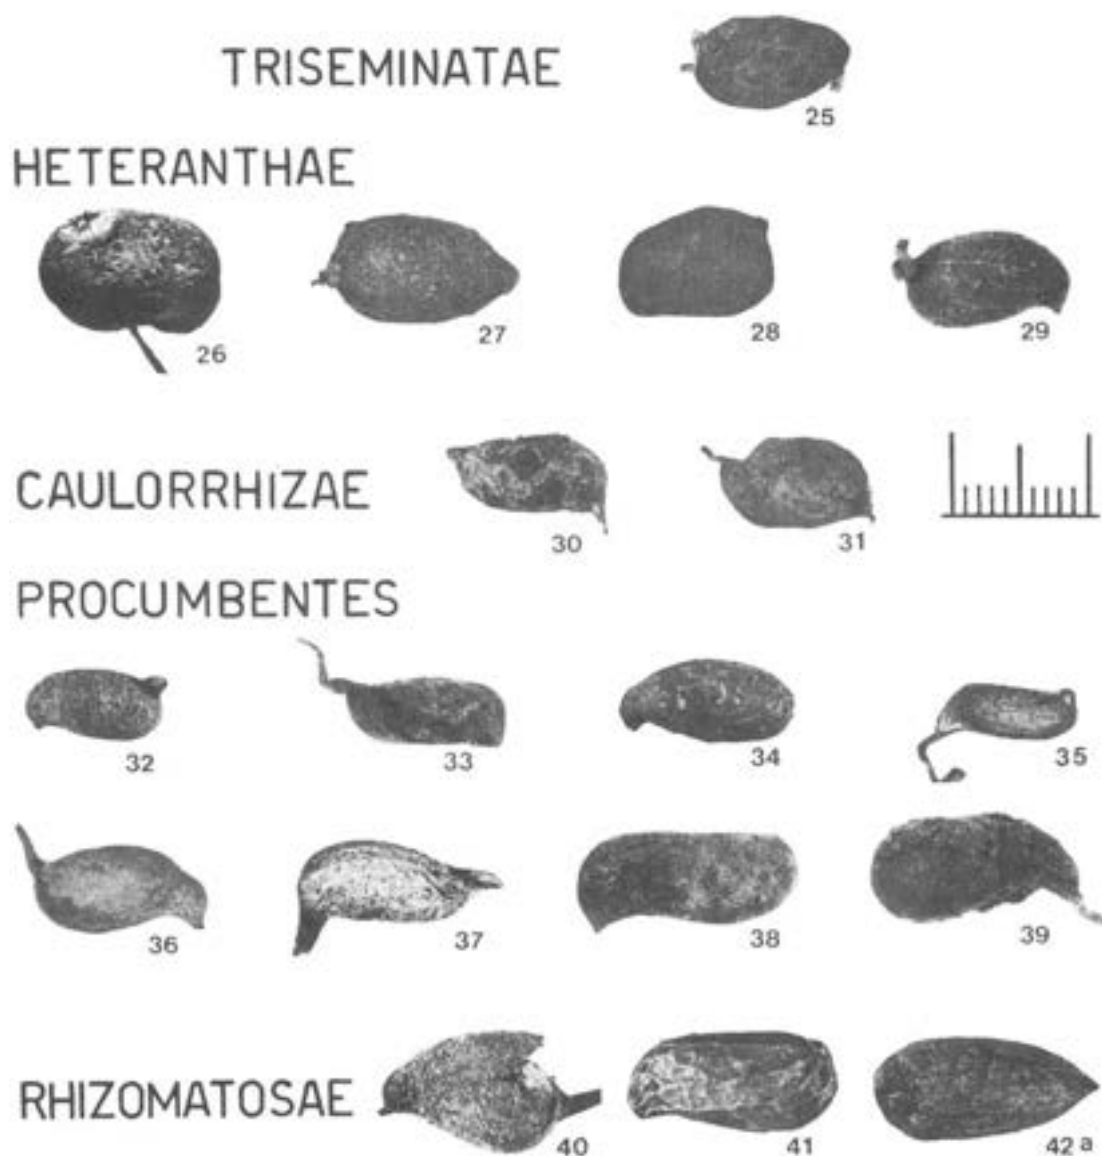 TRISEMINATAE
25
HETERANTHAE
26 27 28 29
CAULORRHIZAE
30 31
PROCUMBENTES
32 33 34 35
36 37 38 39
RHIZOMATOSAE
40 41 42 a